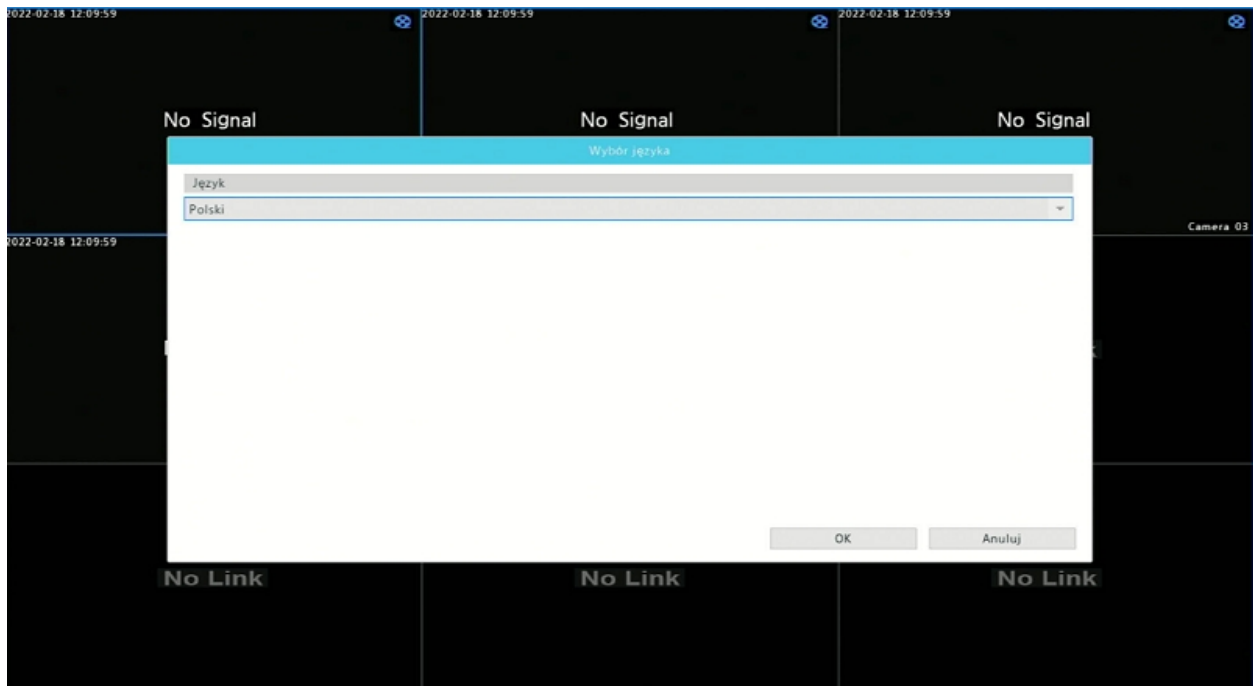 2022-02-18 12:09:59 2022-02-18 12:09:59 2022-02-18 12:09:59
No Signal No Signal No Signal
Wybór języka
Język
Polski
Camera 03
2022-02-18 12:09:59
OK Anuluj
No Link No Link No Link